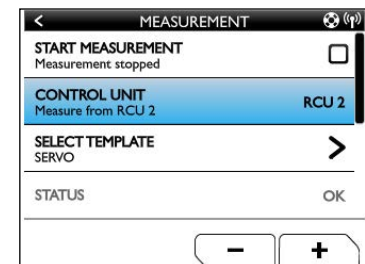 MEASUREMENT
START MEASUREMENT
Measurement stopped
CONTROL UNIT
Measure from RCU 2
RCU 2
SELECT TEMPLATE
SERVO
STATUS
OK